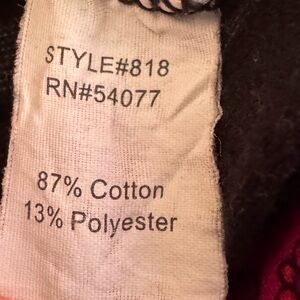 STYLE#818
RN#54077
87% Cotton
13% Polyester